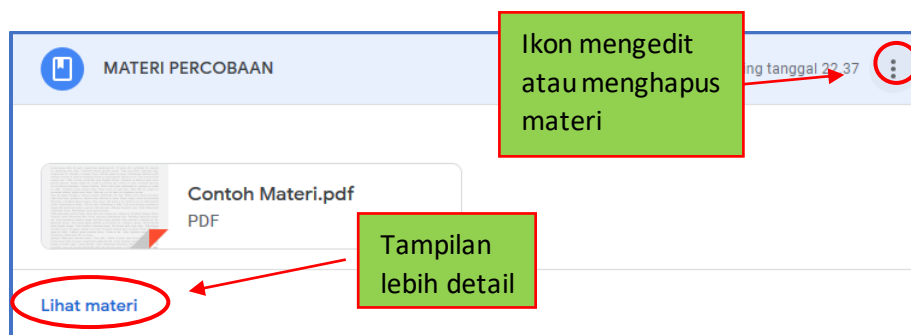 Ikon mengedit
atau menghapus
materi
MATERI PERCOBAAN
tanggal 22.37
Contoh Materi.pdf
PDF
Tampilan
lebih detail
Lihat materi